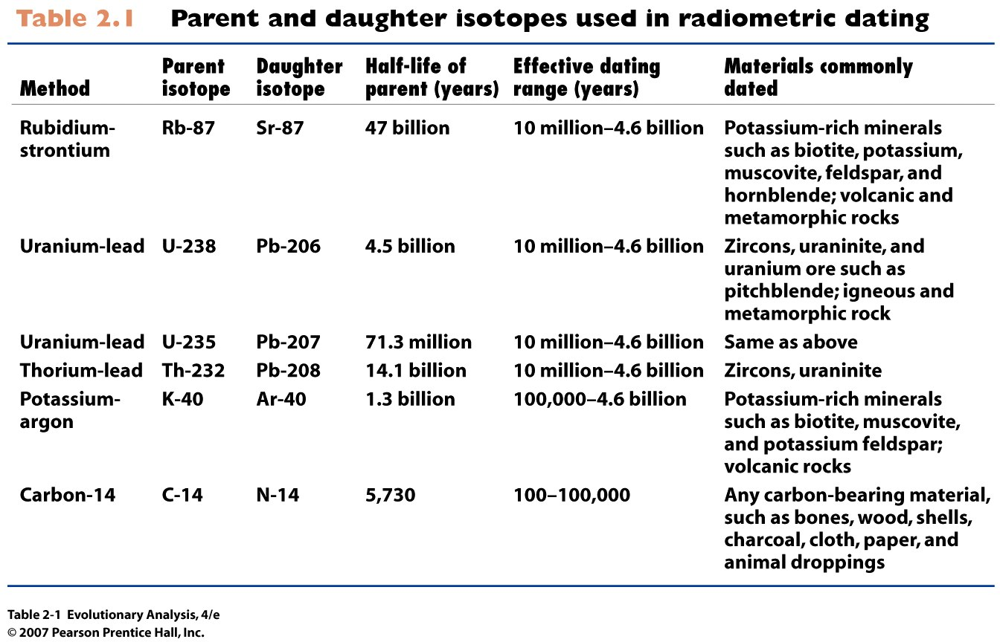 Table 2.1 Parent and daughter isotopes used in radiometric dating
Method
Parent isotope
Daughter isotope
Half-life of parent (years)
Effective dating range (years)
Materials commonly dated
Rubidium-
strontium
Rb-87
Sr-87
47 billion
10 million–4.6 billion
Potassium-rich minerals
such as biotite, potassium,
muscovite, feldspar, and
hornblende; volcanic and
metamorphic rocks
Uranium-lead
U-238
Pb-206
4.5 billion
10 million–4.6 billion
Zircons, uraninite, and
uranium ore such as
pitchblende; igneous and
metamorphic rock
Uranium-lead
U-235
Pb-207
71.3 million
10 million–4.6 billion
Same as above
Thorium-lead
Th-232
Pb-208
14.1 billion
10 million–4.6 billion
Zircons, uraninite
Potassium-
argon
K-40
Ar-40
1.3 billion
100,000–4.6 billion
Potassium-rich minerals
such as biotite, muscovite,
and potassium feldspar;
volcanic rocks
Carbon-14
C-14
N-14
5,730
100–100,000
Any carbon-bearing material,
such as bones, wood, shells,
charcoal, cloth, paper, and
animal droppings
Table 2-1 Evolutionary Analysis, 4/e
© 2007 Pearson Prentice Hall, Inc.